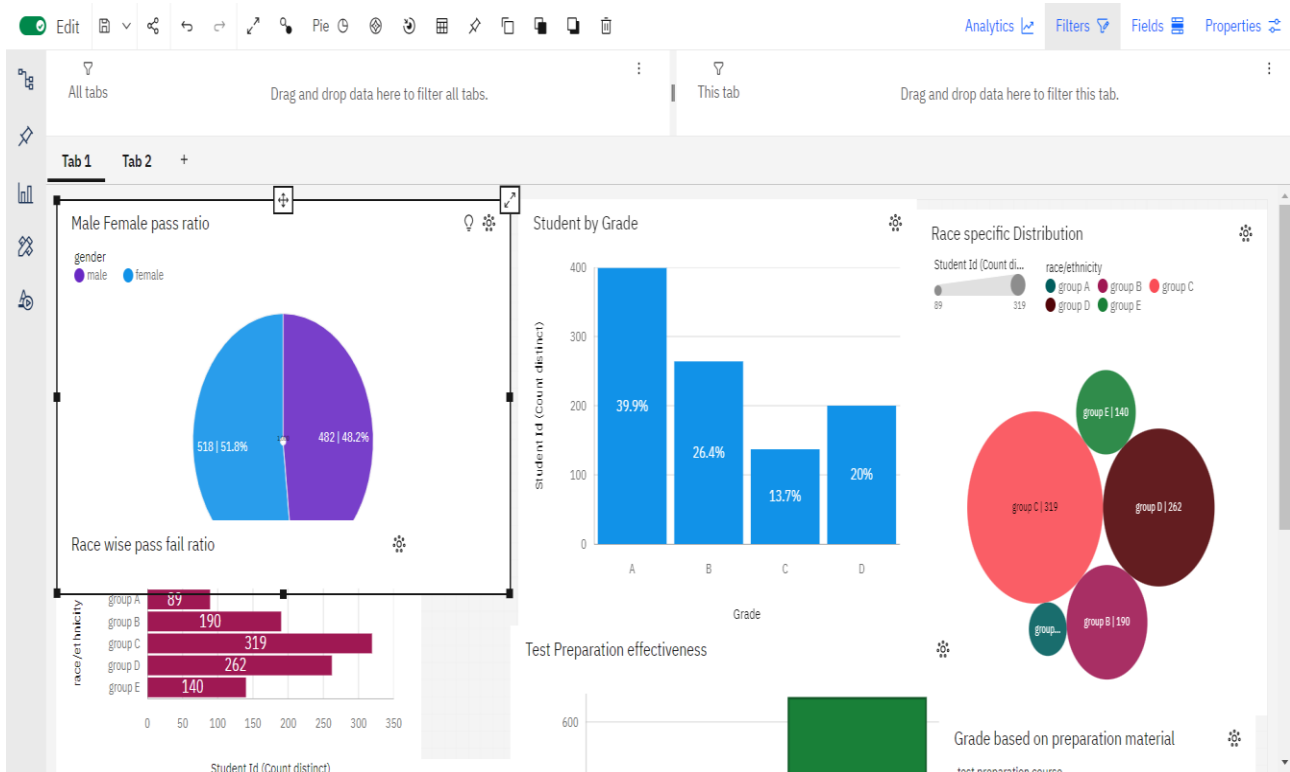 Edit
Pie
Analytics
Filters
Fields
Properties
All tabs
Drag and drop data here to filter all tabs.
This tab
Drag and drop data here to filter this tab.
Tab 1
Tab 2
+
Male Female pass ratio
gender
male
female
518 | 51.8%
482 | 48.2%
Race wise pass fail ratio
race/ethnicity
group A
89
group B
190
group C
319
group D
262
group E
140
0 50 100 150 200 250 300 350
Student Id (Count distinct)
Student by Grade
Student Id (Count distinct)
400
300
200
100
0
39.9%
26.4%
13.7%
20%
A B C D
Grade
Test Preparation effectiveness
600
Race specific Distribution
Student Id (Count di...
89 319
race/ethnicity
group A group B group C
group D group E
group E | 140
group C | 319
group D | 262
group B | 190
group...
Grade based on preparation material
test preparation course